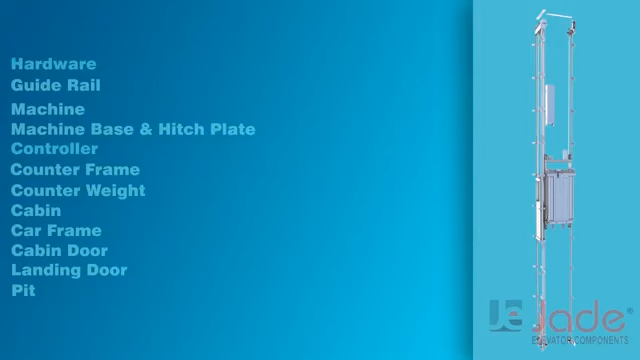 Hardware
Guide Rail
Machine
Machine Base & Hitch Plate
Controller
Counter Frame
Counter Weight
Cabin
Car Frame
Cabin Door
Landing Door
Pit
Jade®
ELEVATOR COMPONENTS